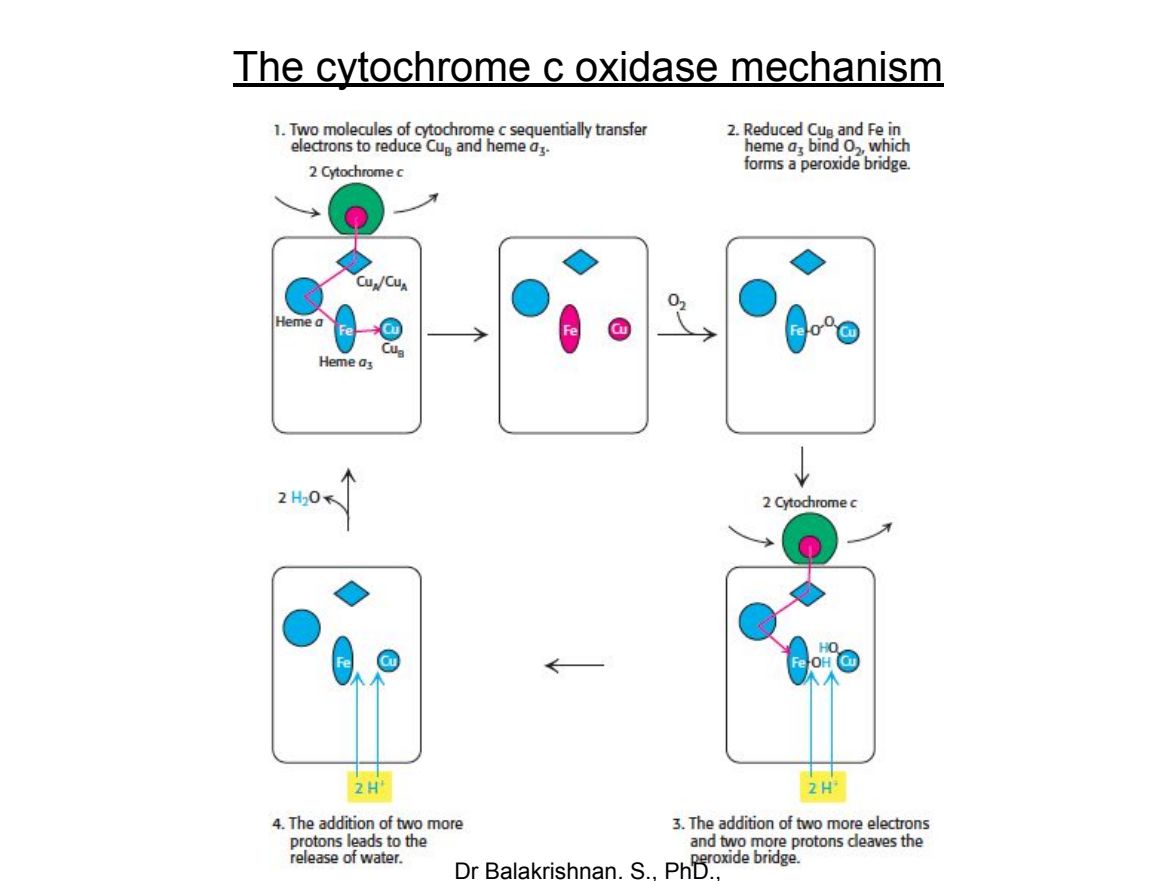 The cytochrome c oxidase mechanism
1. Two molecules of cytochrome c sequentially transfer
electrons to reduce CuB and heme a3.
2 Cytochrome c
CuA/CuA
Heme a
Fe
Cu
CuB
Heme a3
Fe
Cu
O2
2. Reduced CuB and Fe in
heme a3 bind O2, which
forms a peroxide bridge.
Fe
O
O
Cu
2 Cytochrome c
HO
Fe
OH
Cu
2 H+
3. The addition of two more electrons
and two more protons cleaves the
peroxide bridge.
2 H2O
Fe
Cu
2 H+
4. The addition of two more
protons leads to the
release of water.
Dr Balakrishnan. S., PhD.,